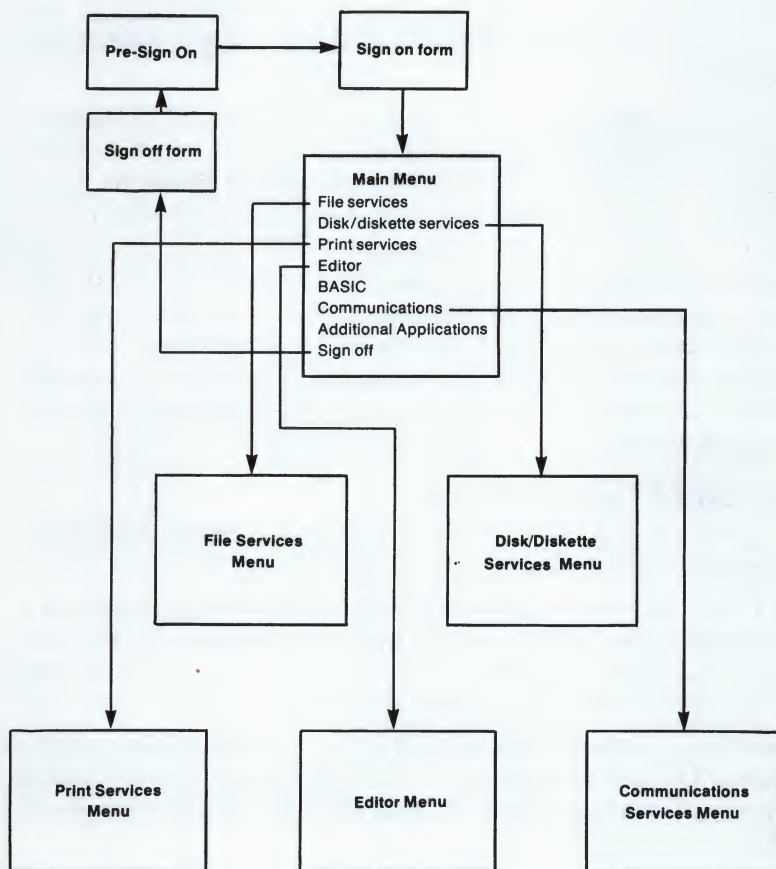 Pre-Sign On
Sign on form
Sign off form
Main Menu
File services
Disk/diskette services
Print services
Editor
BASIC
Communications
Additional Applications
Sign off
File Services
Menu
Disk/Diskette
Services Menu
Print Services
Menu
Editor Menu
Communications
Services Menu